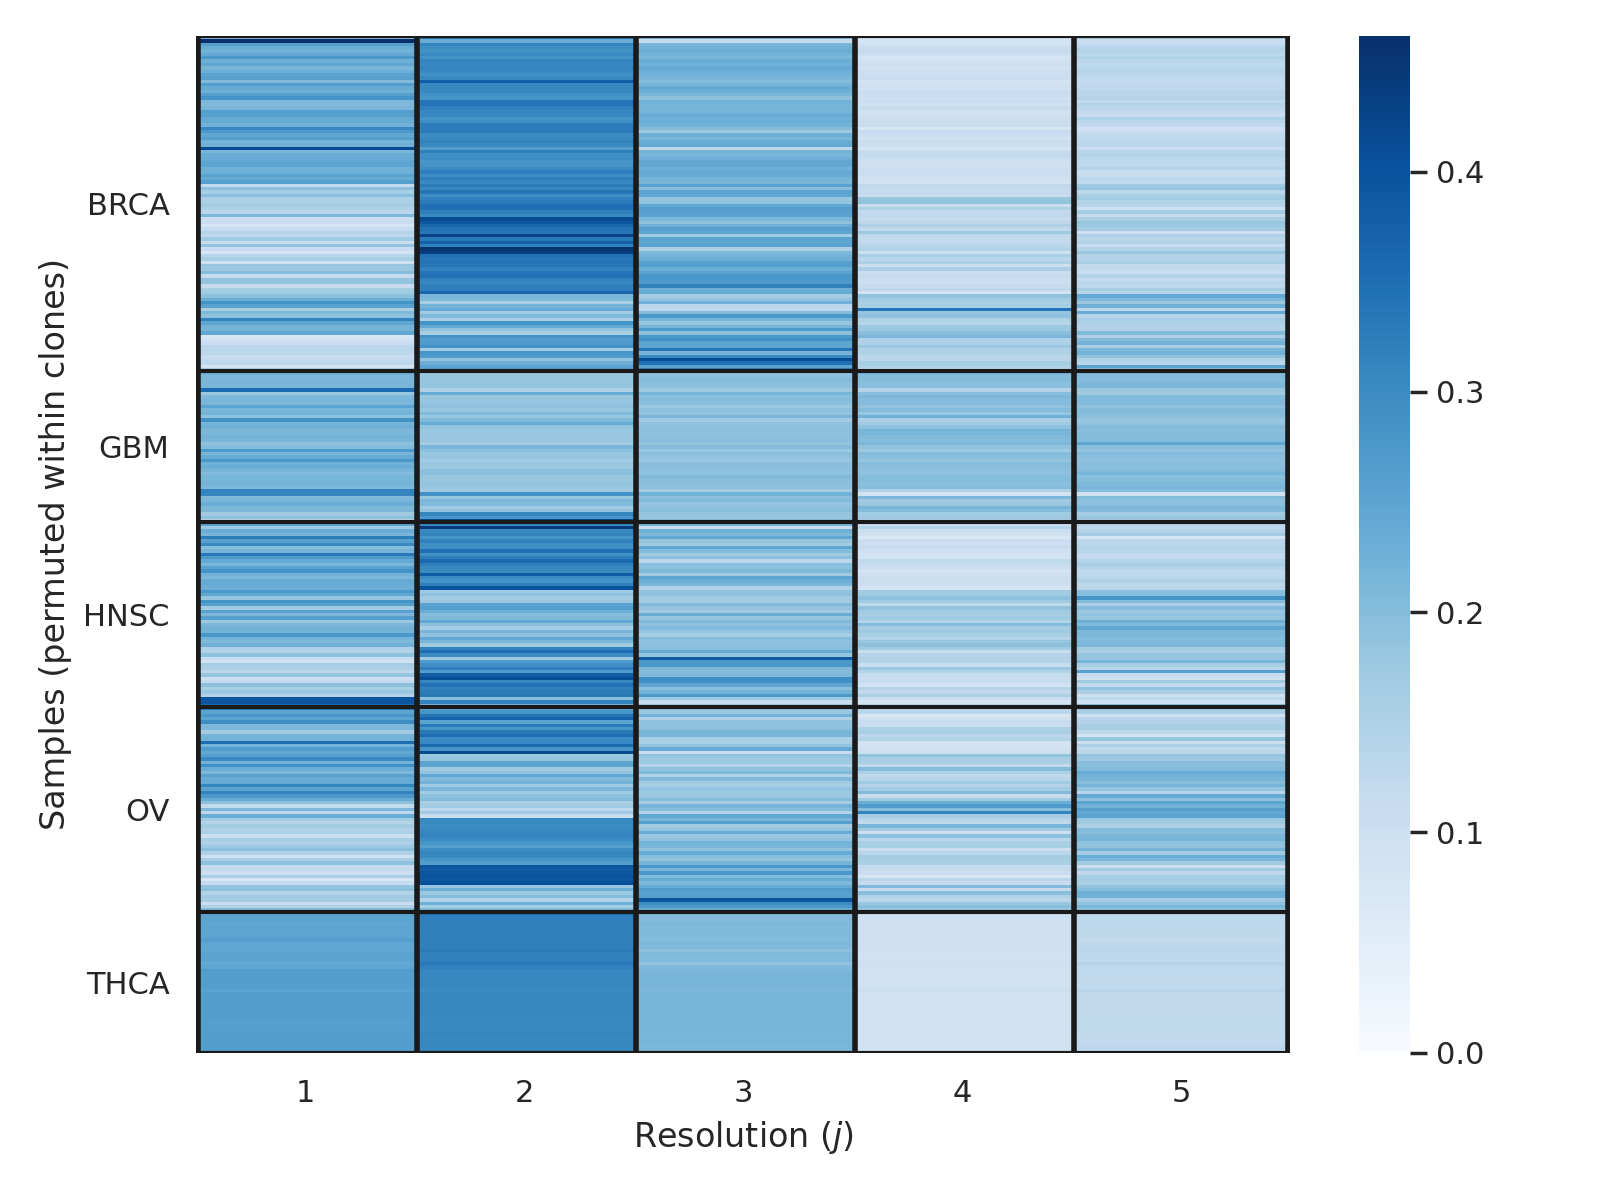 Samples (permuted within clones)
BRCA
GBM
HNSC
OV
THCA
1 2 3 4 5
Resolution (j)
0.4
0.3
0.2
0.1
0.0